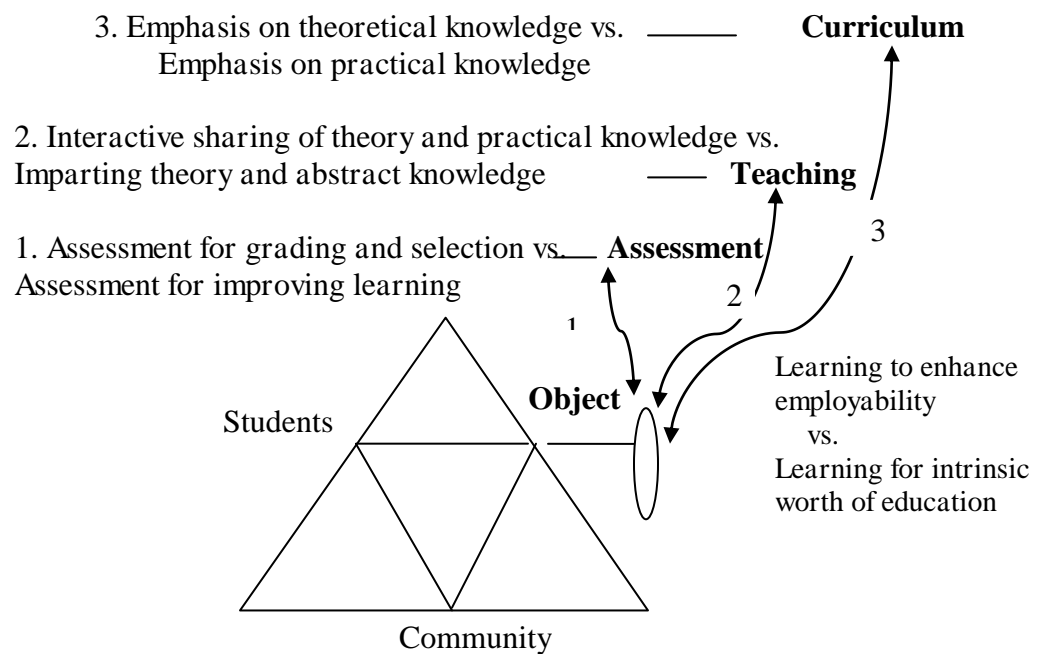 3. Emphasis on theoretical knowledge vs. Curriculum
Emphasis on practical knowledge
2. Interactive sharing of theory and practical knowledge vs.
Imparting theory and abstract knowledge Teaching
1. Assessment for grading and selection vs. Assessment
Assessment for improving learning
3
2
1
Learning to enhance
employability
vs.
Learning for intrinsic
worth of education
Object
Students
Community